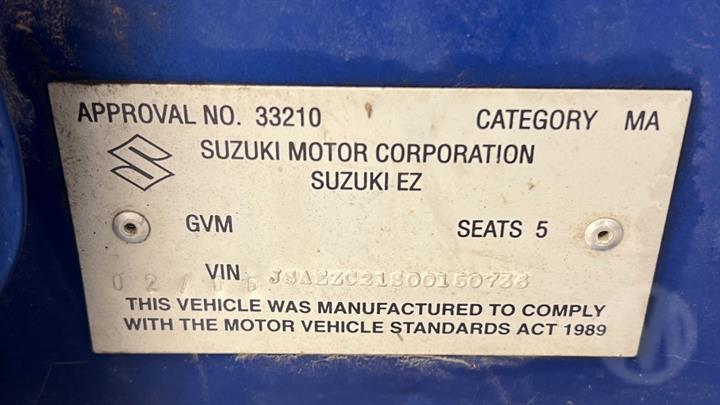 APPROVAL NO. 33210 CATEGORY MA
SUZUKI MOTOR CORPORATION
SUZUKI EZ
GVM SEATS 5
VIN
THIS VEHICLE WAS MANUFACTURED TO COMPLY
WITH THE MOTOR VEHICLE STANDARDS ACT 1989